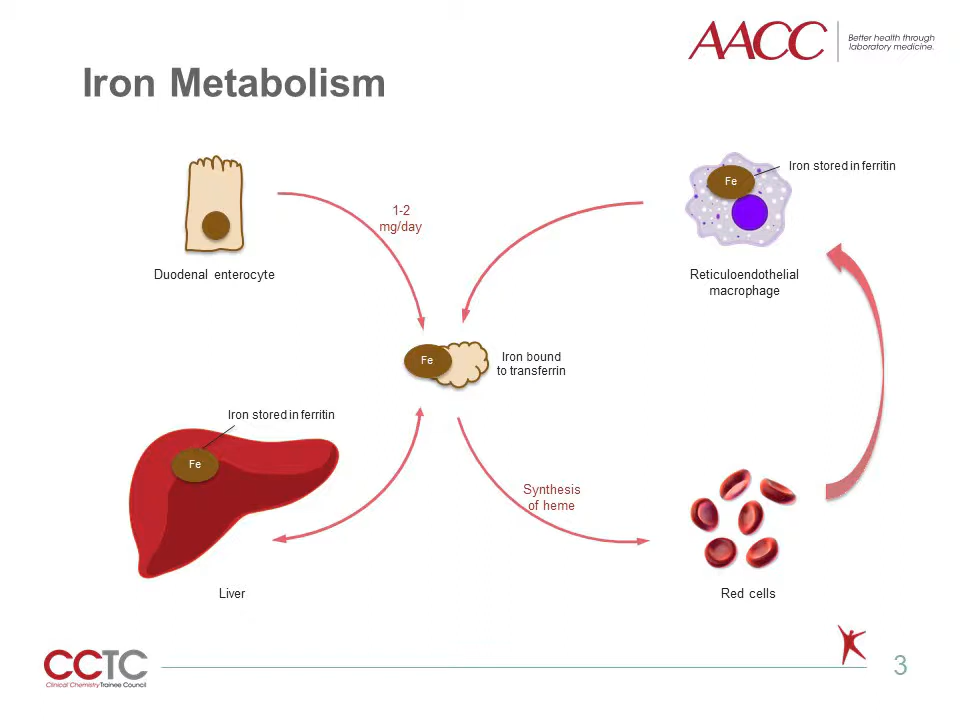 AACC
Better health through
laboratory medicine.
Iron Metabolism
Iron stored in ferritin
Fe
1-2
mg/day
Duodenal enterocyte
Reticuloendothelial
macrophage
Fe
Iron bound
to transferrin
Iron stored in ferritin
Fe
Synthesis
of heme
Liver
Red cells
CCTC
Clinical Chemistry Trainee Council
3